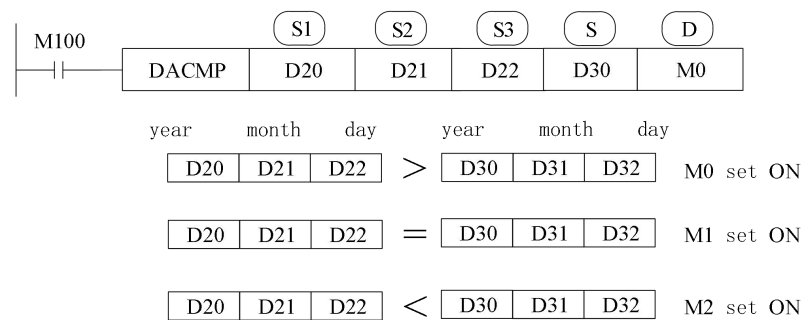 S1 S2 S3 S D
M100
DACMP D20 D21 D22 D30 M0
year month day year month day
D20 D21 D22 > D30 D31 D32 M0 set ON
D20 D21 D22 = D30 D31 D32 M1 set ON
D20 D21 D22 < D30 D31 D32 M2 set ON